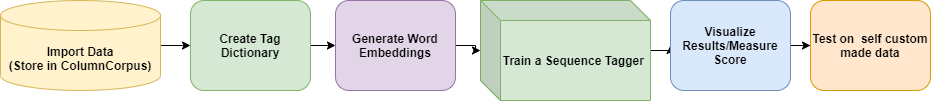 Import Data
(Store in ColumnCorpus)
Create Tag
Dictionary
Generate Word
Embeddings
Train a Sequence Tagger
Visualize
Results/Measure
Score
Test on self custom
made data